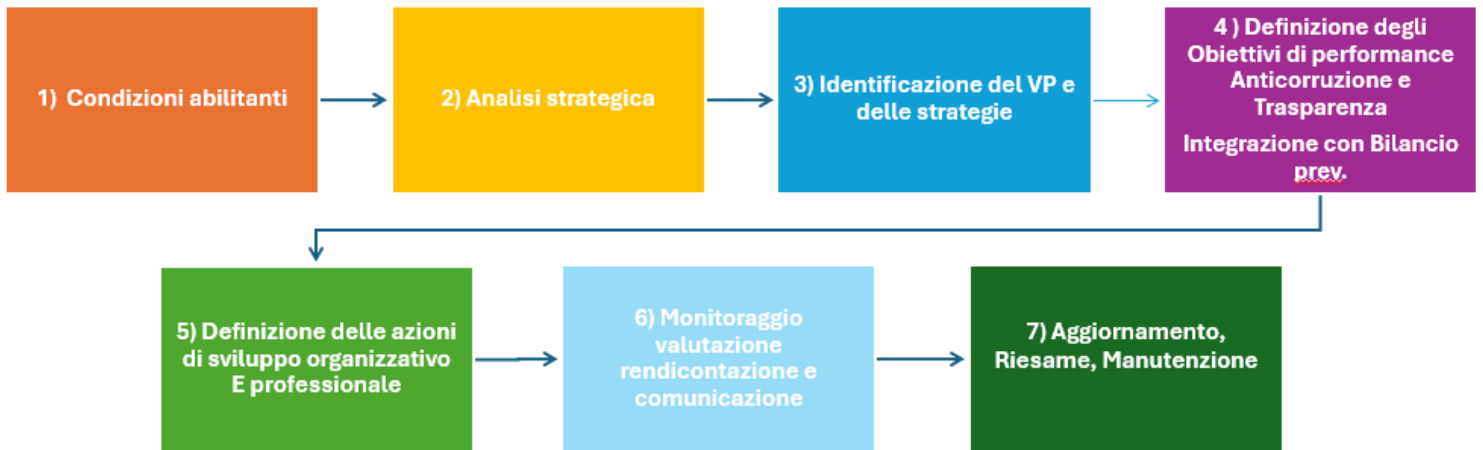 1) Condizioni abilitanti
2) Analisi strategica
3) Identificazione del VP e
delle strategie
4 ) Definizione degli
Obiettivi di performance
Anticorruzione e
Trasparenza
Integrazione con Bilancio
prev.
5) Definizione delle azioni
di sviluppo organizzativo
E professionale
6) Monitoraggio
valutazione
rendicontazione e
comunicazione
7) Aggiornamento,
Riesame, Manutenzione